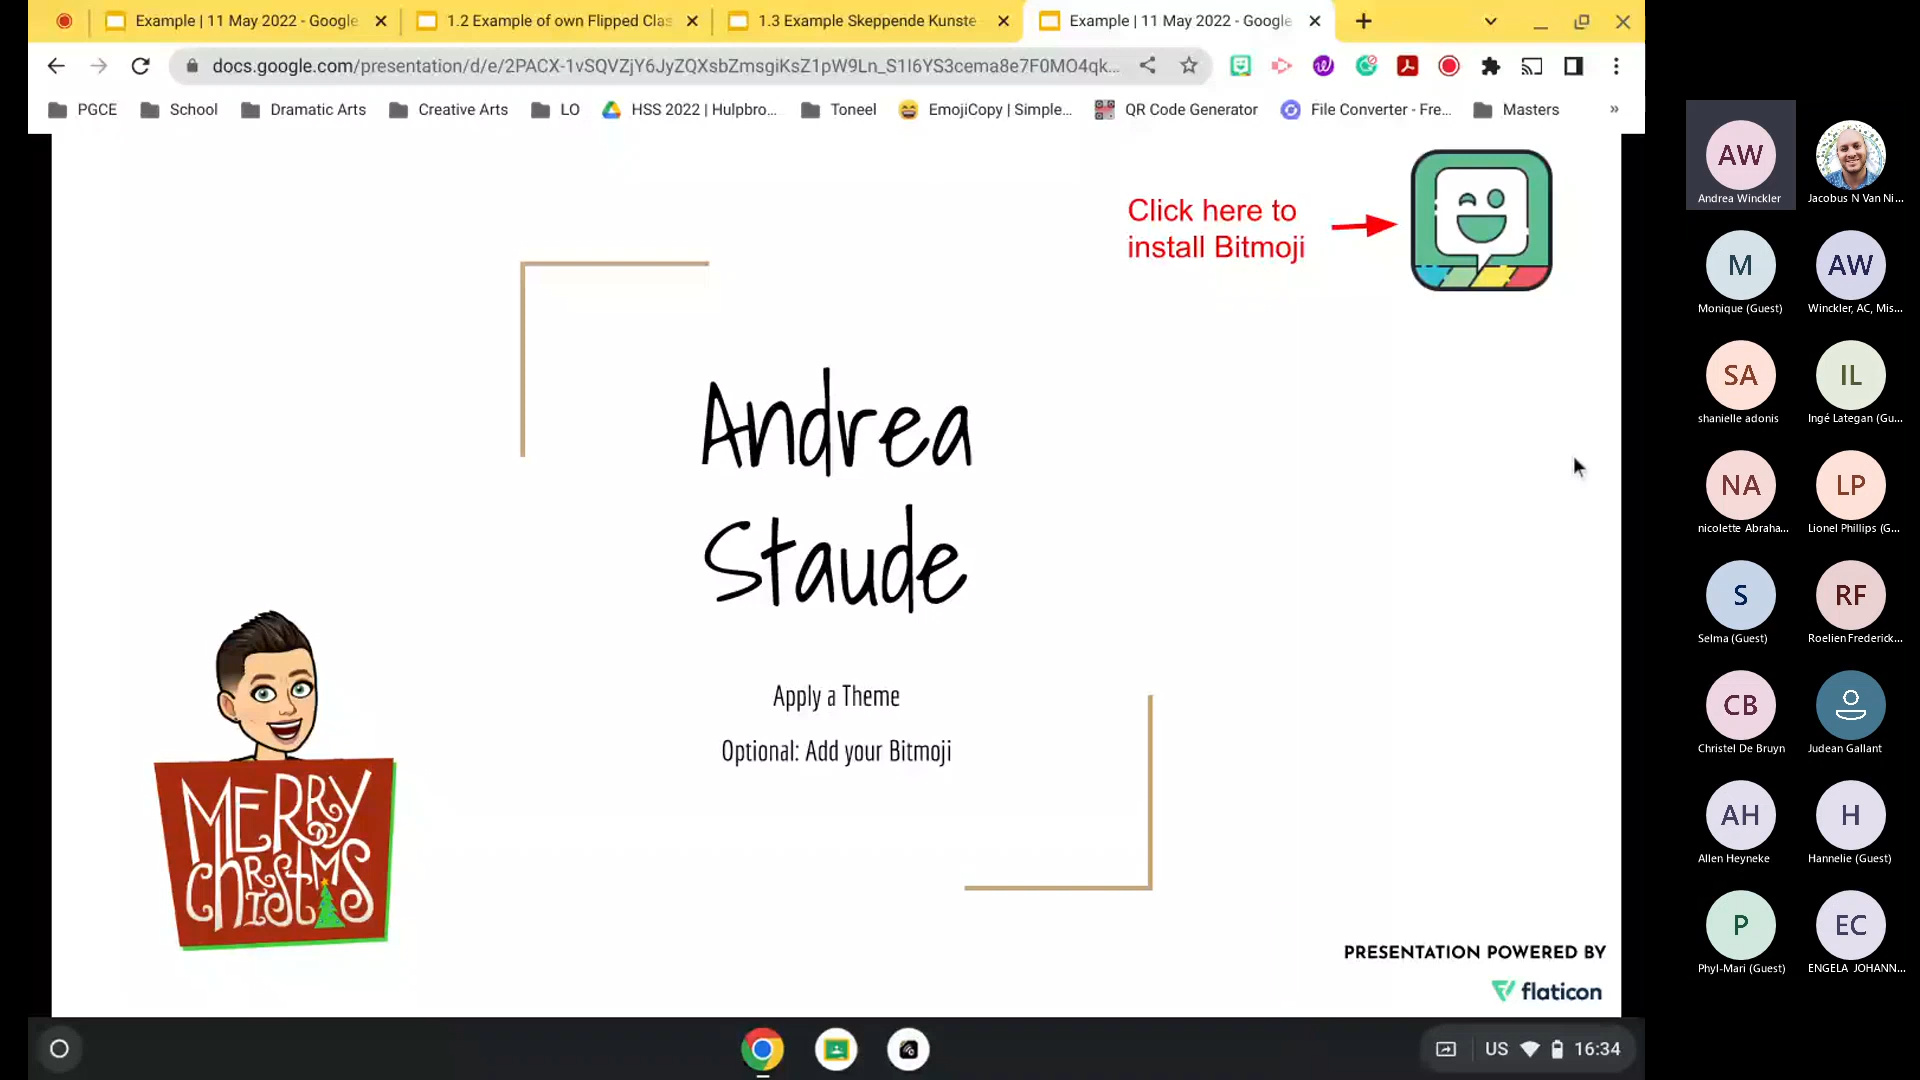 Example | 11 May 2022 - Google
1.2 Example of own Flipped Clas
1.3 Example Skeppende Kunste -
Example | 11 May 2022 - Google
docs.google.com/presentation/d/e/2PACX-1vSQVZjY6JyZQXsbZmsgiKsZ1pW9Ln_S1I6YS3cema8e7F0MO4qk...
PGCE
School
Dramatic Arts
Creative Arts
LO
HSS 2022 | Hulpbro...
Toneel
EmojiCopy | Simple...
QR Code Generator
File Converter - Fre...
Masters
»
Click here to
install Bitmoji
Andrea
Staude
Apply a Theme
Optional: Add your Bitmoji
MERRY
CHRISTMAS
PRESENTATION POWERED BY
flaticon
US
16:34
AW
Andrea Winckler
Jacobus N Van Ni...
M
Monique (Guest)
AW
Winckler, AC, Mis...
SA
shanielle adonis
IL
Ingé Lategan (Gu...
NA
nicolette Abraha...
LP
Lionel Phillips (G...
S
Selma (Guest)
RF
Roelien Frederick...
CB
Christel De Bruyn
Judean Gallant
AH
Allen Heyneke
H
Hannelie (Guest)
P
Phyl-Mari (Guest)
EC
ENGELA JOHANN...